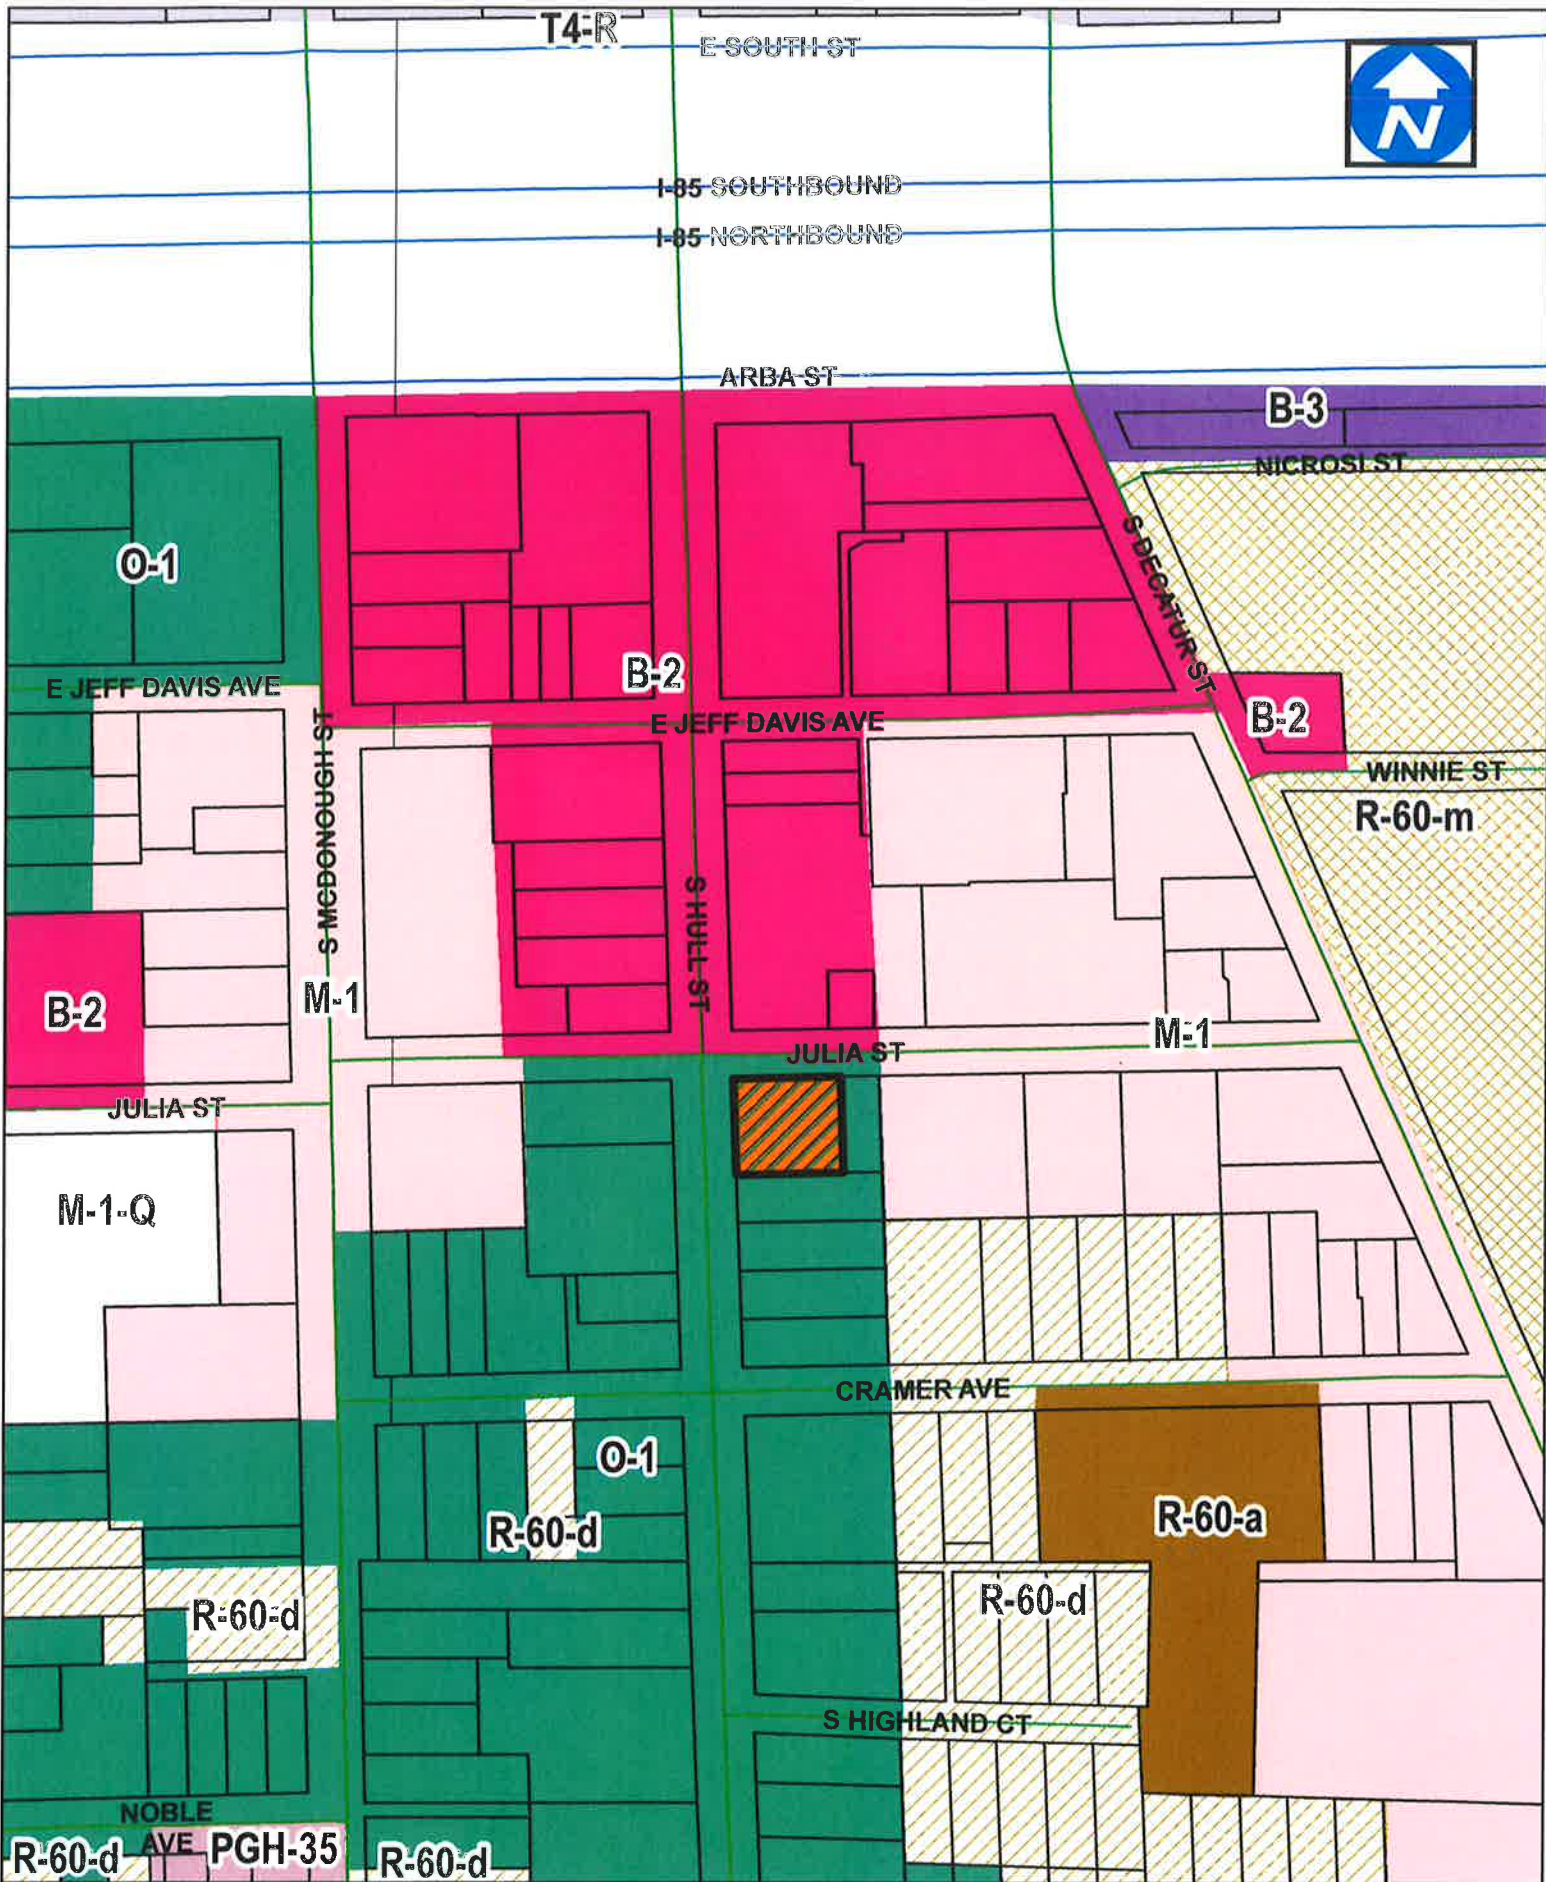 T4-R
E SOUTH ST
N
I-85 SOUTHBOUND
I-85 NORTHBOUND
ARBA ST
B-3
NICROSI ST
O-1
S DECATUR ST
B-2
E JEFF DAVIS AVE
E JEFF DAVIS AVE
B-2
WINNIE ST
R-60-m
S MCDONOUGH ST
S HULL ST
B-2
M-1
M-1
JULIA ST
JULIA ST
M-1-Q
CRAMER AVE
O-1
R-60-d
R-60-a
R-60-d
R-60-d
S HIGHLAND CT
NOBLE
AVE
R-60-d
PGH-35
R-60-d